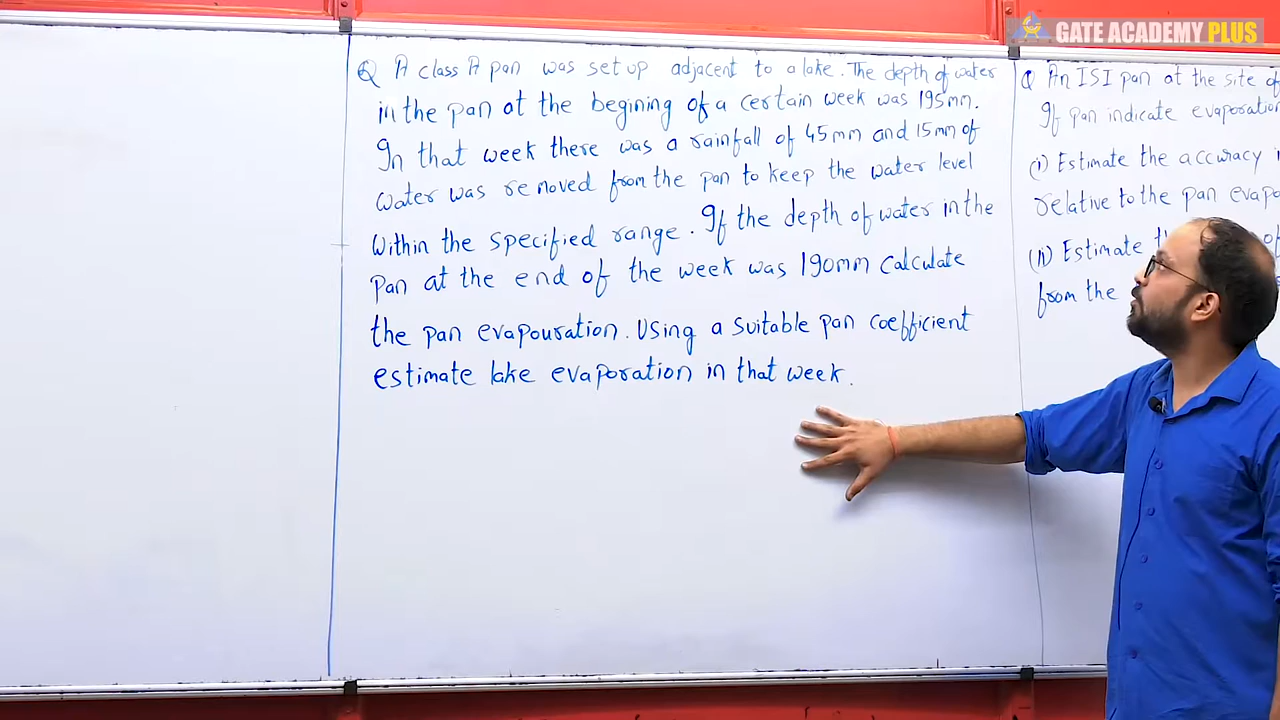 GATE ACADEMY PLUS
Q A class A pan was set up adjacent to a lake. The depth of water
in the pan at the begining of a certain week was 195mm.
In that week there was a rainfall of 45mm and 15mm of
water was removed from the pan to keep the water level
within the specified range. If the depth of water in the
pan at the end of the week was 190mm calculate
the pan evapouration. Using a suitable pan coefficient
estimate lake evaporation in that week.
Q An ISI pan at the site of
If pan indicate evaporation
(i) Estimate the accuracy
relative to the pan
(ii) Estimate
from the